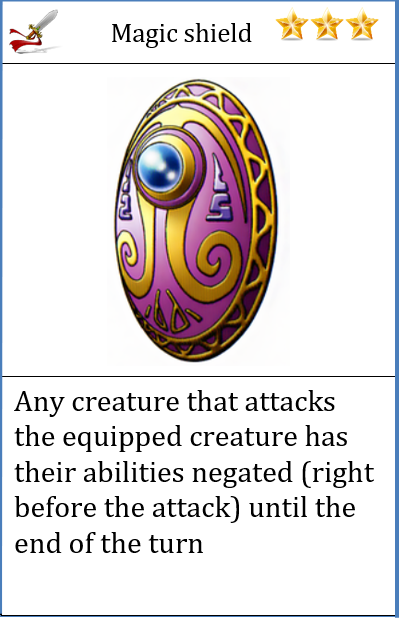 Magic shield
Any creature that attacks
the equipped creature has
their abilities negated (right
before the attack) until the
end of the turn